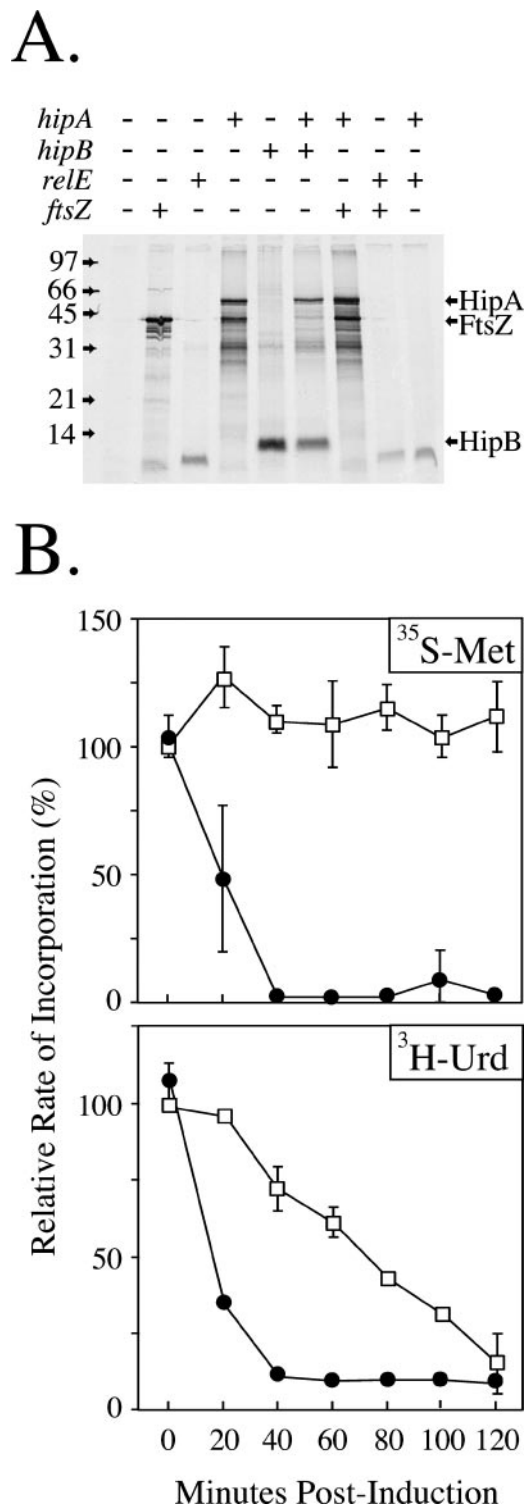 A.
hipA - - - + - + + - +
hipB - - - - + + - - -
relE - - + - - - - + +
ftsZ - + - - - - + + -
97
66
45
31
21
14
HipA
FtsZ
HipB
B.
Relative Rate of Incorporation (%)
150
100
50
0
³⁵S-Met
100
50
0
³H-Urd
0 20 40 60 80 100 120
Minutes Post-Induction